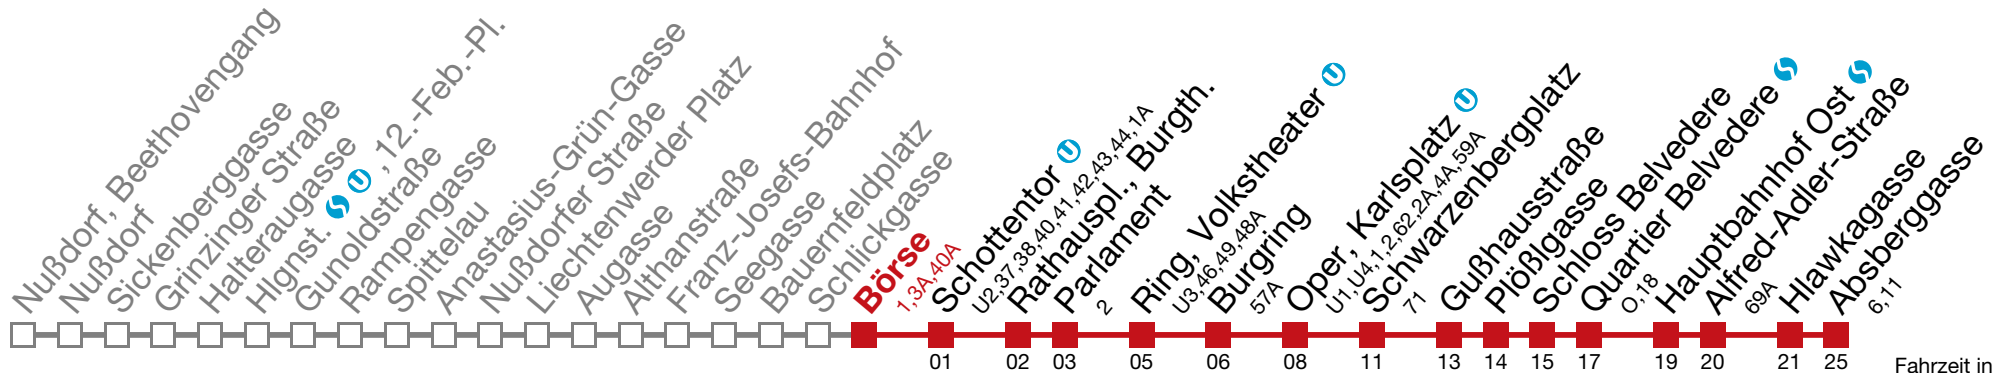 Nußdorf, Beethovengang
Nußdorf
Sickenberggasse
Grinzinger Straße
Halteraugasse
Hlgnst. S U , 12.-Feb.-Pl.
Gunoldstraße
Rampengasse
Spittelau
Anastasius-Grün-Gasse
Nußdorfer Straße
Liechtenwerder Platz
Augasse
Althanstraße
Franz-Josefs-Bahnhof
Seegasse
Bauernfeldplatz
Schlickgasse
Börse
1,3A,40A
Schottentor U
U2,37,38,40,41,42,43,44,1A
Rathauspl., Burgth.
Parlament
2
Ring, Volkstheater U
U3,46,49,48A
Burgring
57A
Oper, Karlsplatz U
U1,U4,1,2,62,2A,4A,59A
Schwarzenbergplatz
71
Gußhausstraße
Plößlgasse
Schloss Belvedere
Quartier Belvedere S
O,18
Hauptbahnhof Ost S
Alfred-Adler-Straße
69A
Hlawkagasse
Absberggasse
6,11
01 02 03 05 06 08 11 13 14 15 17 19 20 21 25 Fahrzeit in